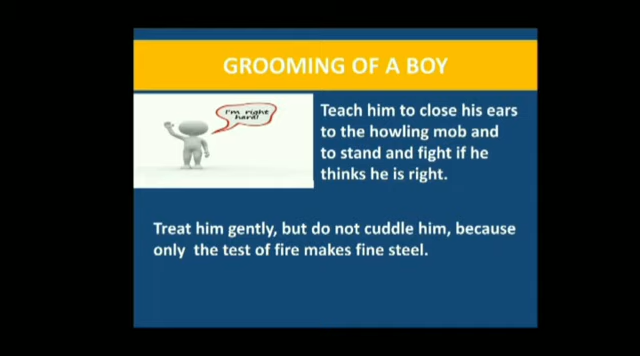 GROOMING OF A BOY
I'm right
hard!
Teach him to close his ears
to the howling mob and
to stand and fight if he
thinks he is right.
Treat him gently, but do not cuddle him, because
only the test of fire makes fine steel.